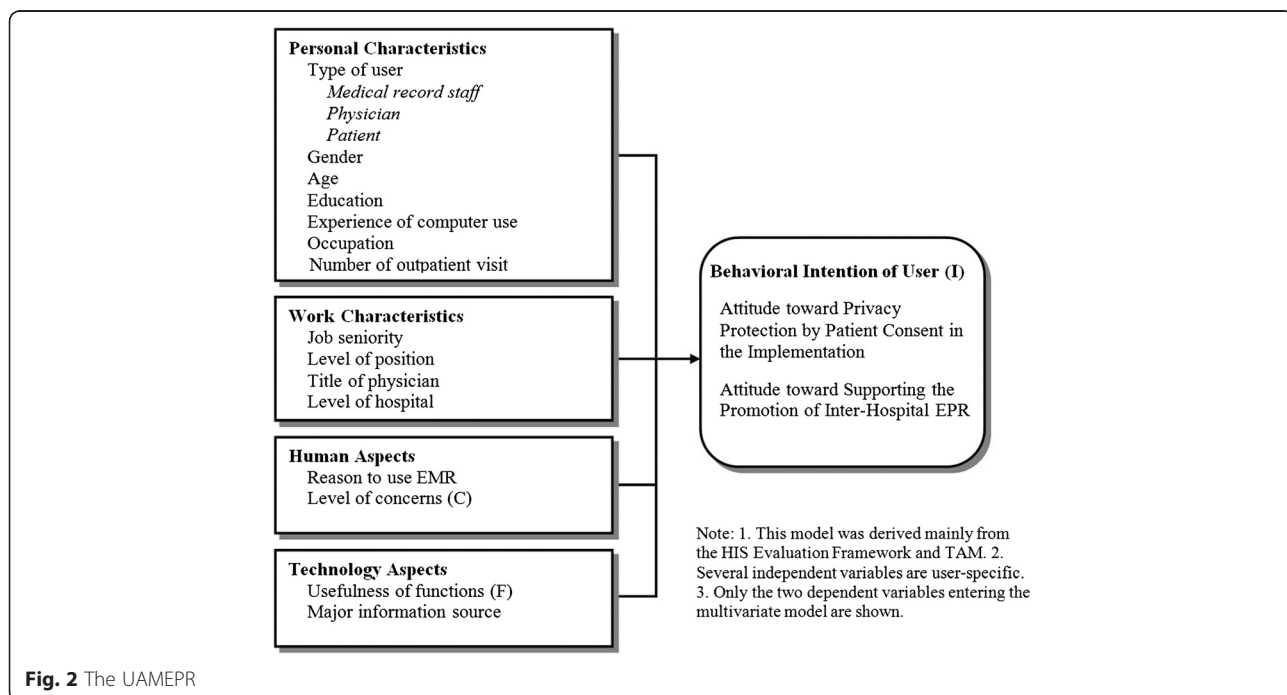 Personal Characteristics
Type of user
Medical record staff
Physician
Patient
Gender
Age
Education
Experience of computer use
Occupation
Number of outpatient visit
Work Characteristics
Job seniority
Level of position
Title of physician
Level of hospital
Human Aspects
Reason to use EMR
Level of concerns (C)
Technology Aspects
Usefulness of functions (F)
Major information source
Behavioral Intention of User (I)
Attitude toward Privacy
Protection by Patient Consent in
the Implementation
Attitude toward Supporting the
Promotion of Inter-Hospital EPR
Note: 1. This model was derived mainly from
the HIS Evaluation Framework and TAM. 2.
Several independent variables are user-specific.
3. Only the two dependent variables entering the
multivariate model are shown.
Fig. 2 The UAMEPR